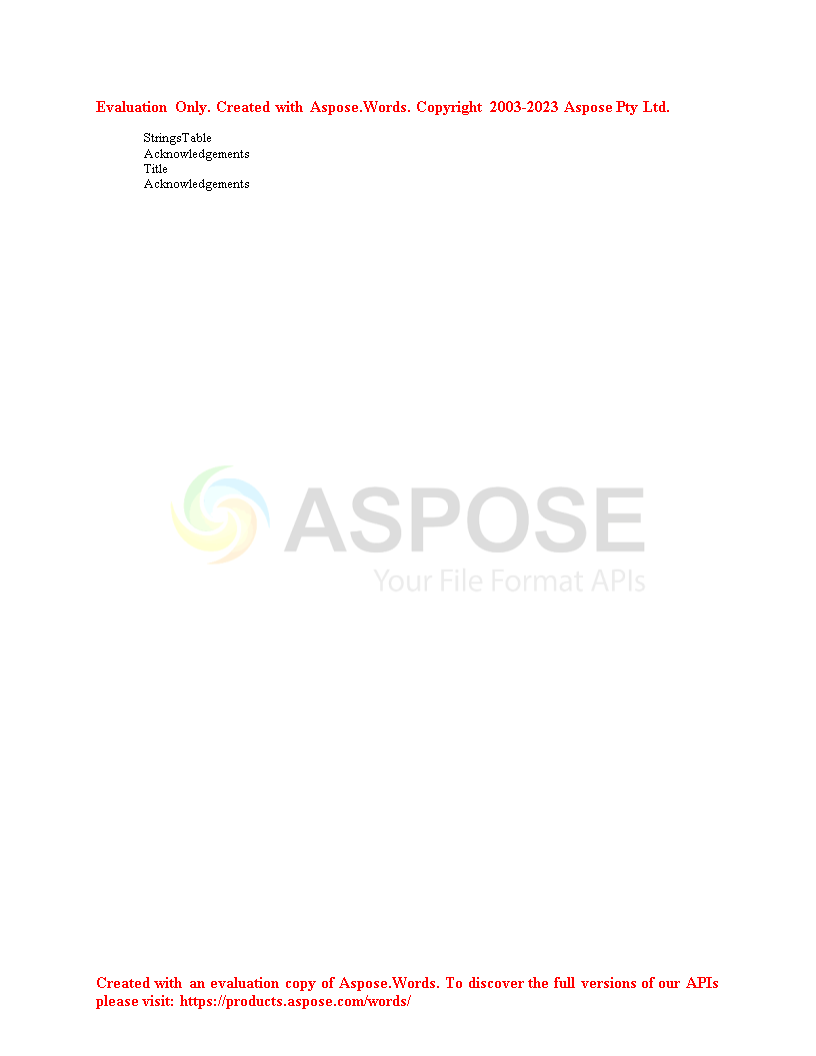 Evaluation Only. Created with Aspose.Words. Copyright 2003-2023 Aspose Pty Ltd.
StringsTable
Acknowledgements
Title
Acknowledgements
ASPOSE
Your File Format APIs
Created with an evaluation copy of Aspose.Words. To discover the full versions of our APIs
please visit: https://products.aspose.com/words/